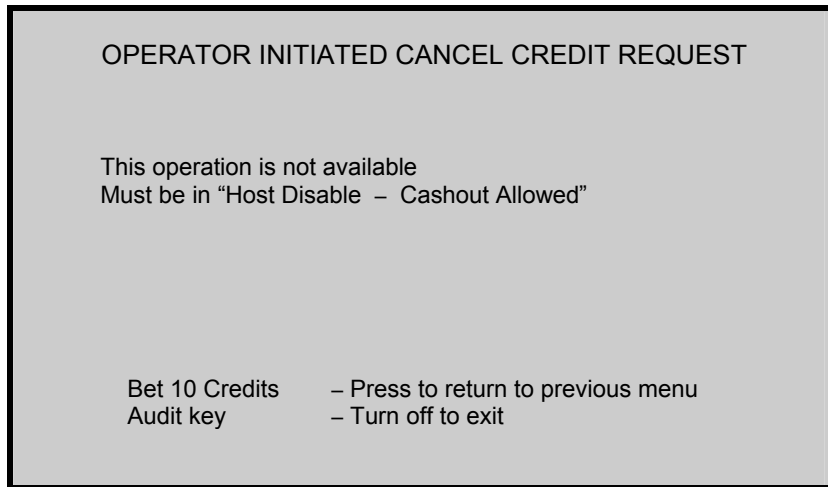 OPERATOR INITIATED CANCEL CREDIT REQUEST
This operation is not available
Must be in “Host Disable – Cashout Allowed”
Bet 10 Credits – Press to return to previous menu
Audit key – Turn off to exit